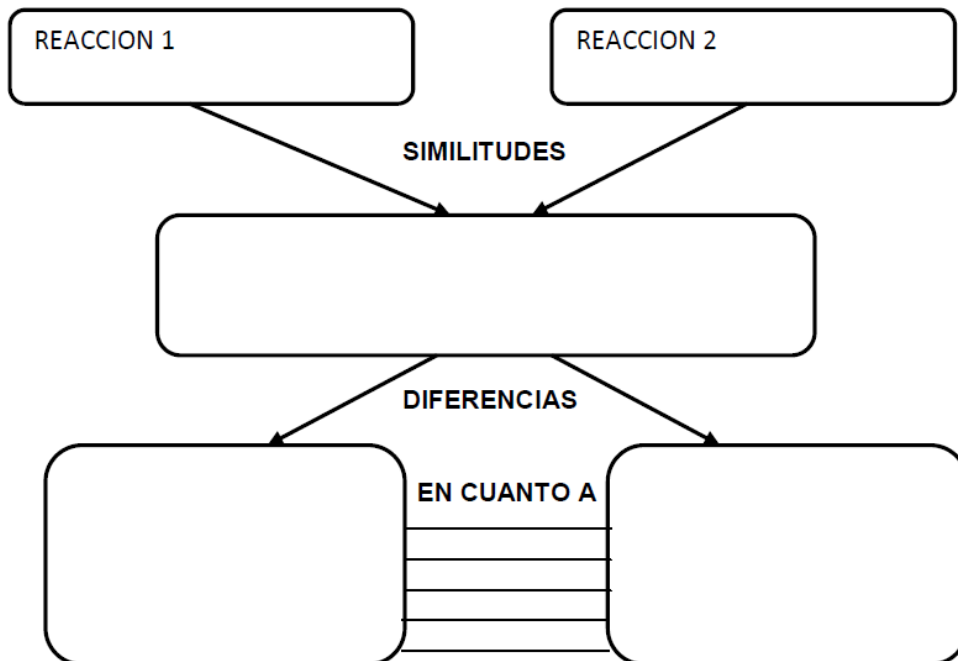 REACCION 1
REACCION 2
SIMILITUDES
DIFERENCIAS
EN CUANTO A